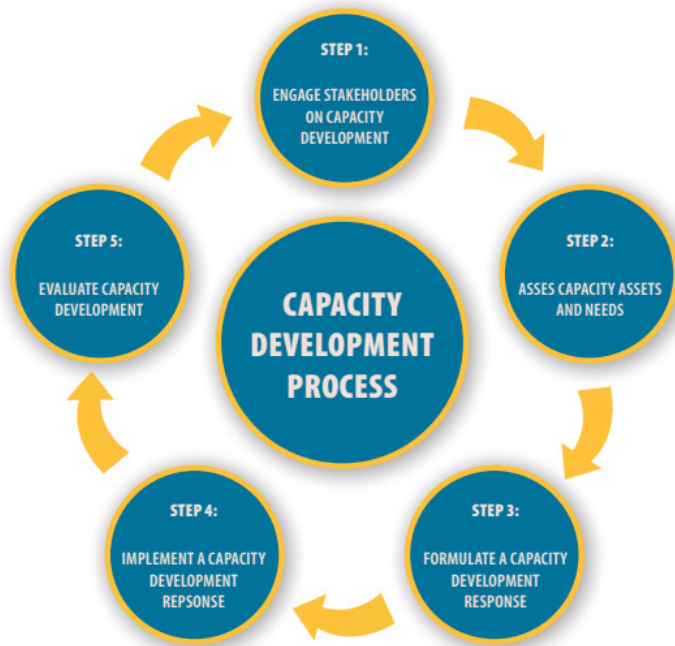 STEP 1:
ENGAGE STAKEHOLDERS
ON CAPACITY
DEVELOPMENT
STEP 2:
ASSES CAPACITY ASSETS
AND NEEDS
STEP 3:
FORMULATE A CAPACITY
DEVELOPMENT
RESPONSE
STEP 4:
IMPLEMENT A CAPACITY
DEVELOPMENT
REPSONSE
STEP 5:
EVALUATE CAPACITY
DEVELOPMENT
CAPACITY
DEVELOPMENT
PROCESS